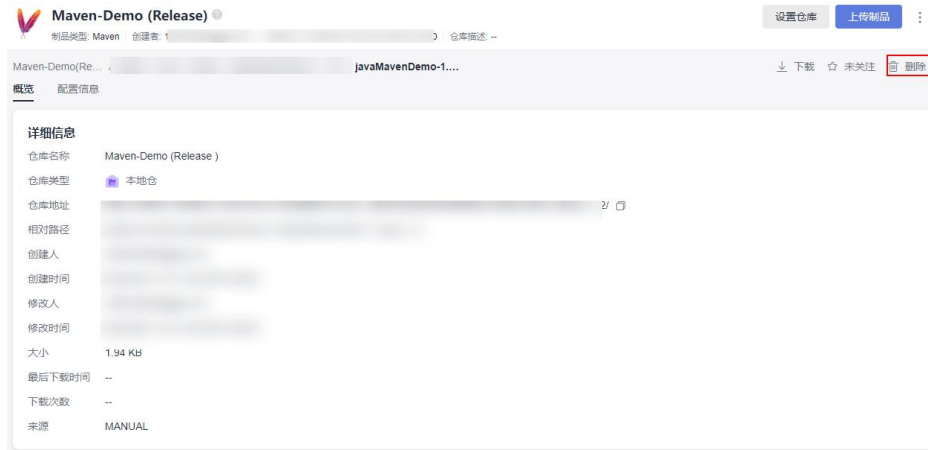 Maven-Demo (Release)
设置仓库 上传制品
制品类型: Maven 创建者: 1 仓库描述: --
Maven-Demo(Re... javaMavenDemo-1.... 下载 未关注 删除
概览 配置信息
详细信息
仓库名称 Maven-Demo (Release )
仓库类型 本地仓
仓库地址 2/
相对路径
创建人
创建时间
修改人
修改时间
大小 1.94 KB
最后下载时间 --
下载次数 --
来源 MANUAL